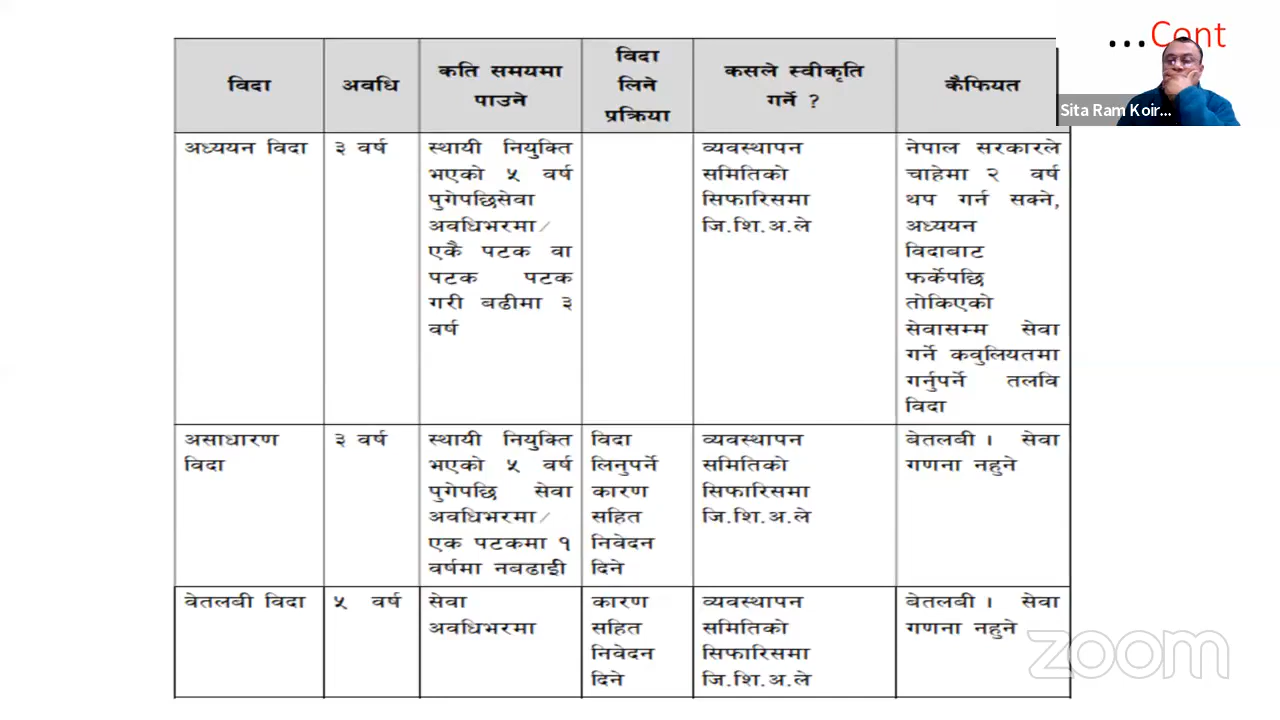 ...Cont
Sita Ram Koir...
विदा
अवधि
कति समयमा
पाउने
विदा
लिने
प्रक्रिया
कसले स्वीकृति
गर्ने ?
कैफियत
अध्ययन विदा
३ वर्ष
स्थायी नियुक्ति
भएको ५ वर्ष
पुगेपछिसेवा
अवधिभरमा/
एकै पटक वा
पटक पटक
गरी बढीमा ३
वर्ष
व्यवस्थापन
समितिको
सिफारिसमा
जि.शि.अ.ले
नेपाल सरकारले
चाहेमा २ वर्ष
थप गर्न सक्ने,
अध्ययन
विदाबाट
फर्केपछि
तोकिएको
सेवासम्म सेवा
गर्ने कवुलियतमा
गर्नुपर्ने तलवि
विदा
असाधारण
विदा
३ वर्ष
स्थायी नियुक्ति
भएको ५ वर्ष
पुगेपछि सेवा
अवधिभरमा/
एक पटकमा १
वर्षमा नबढाई
विदा
लिनुपर्ने
कारण
सहित
निवेदन
दिने
व्यवस्थापन
समितिको
सिफारिसमा
जि.शि.अ.ले
बेतलबी । सेवा
गणना नहुने
वेतलबी विदा
५ वर्ष
सेवा
अवधिभरमा
कारण
सहित
निवेदन
दिने
व्यवस्थापन
समितिको
सिफारिसमा
जि.शि.अ.ले
बेतलबी । सेवा
गणना नहुने
zoom